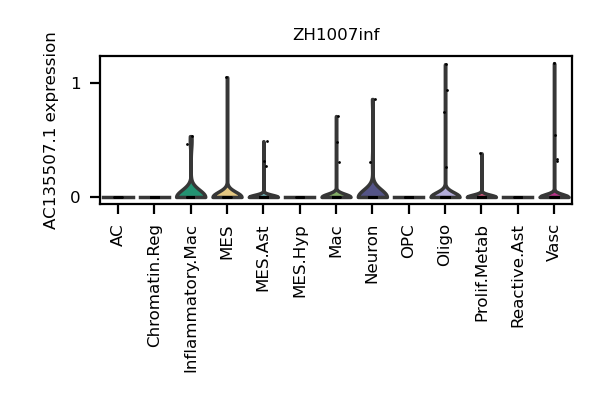 ZH1007inf
AC135507.1 expression
1
0
AC
Chromatin.Reg
Inflammatory.Mac
MES
MES.Ast
MES.Hyp
Mac
Neuron
OPC
Oligo
Prolif.Metab
Reactive.Ast
Vasc